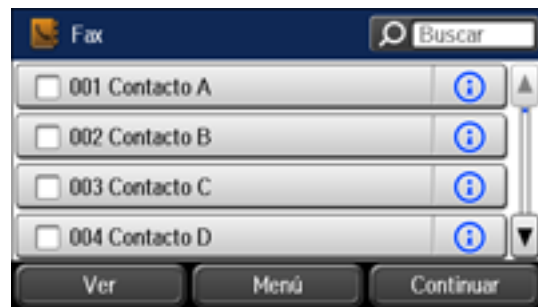 Fax Buscar
001 Contacto A
002 Contacto B
003 Contacto C
004 Contacto D
Ver Menú Continuar